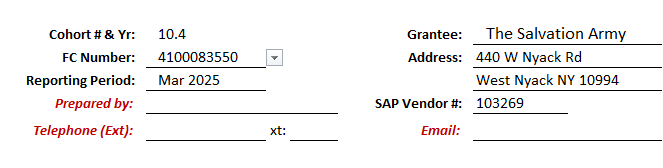 Cohort # & Yr: 10.4 Grantee: The Salvation Army
FC Number: 4100083550 Address: 440 W Nyack Rd
Reporting Period: Mar 2025 West Nyack NY 10994
Prepared by: SAP Vendor #: 103269
Telephone (Ext): xt: Email: